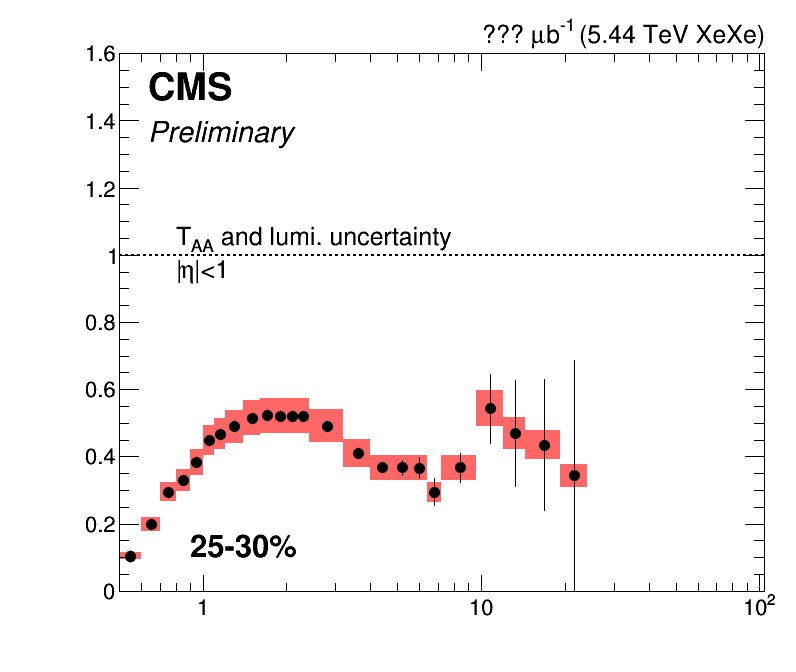 ??? μb⁻¹ (5.44 TeV XeXe)
CMS
Preliminary
T_AA and lumi. uncertainty
|η|<1
25-30%
1.6
1.4
1.2
1
0.8
0.6
0.4
0.2
0
1 10 10²